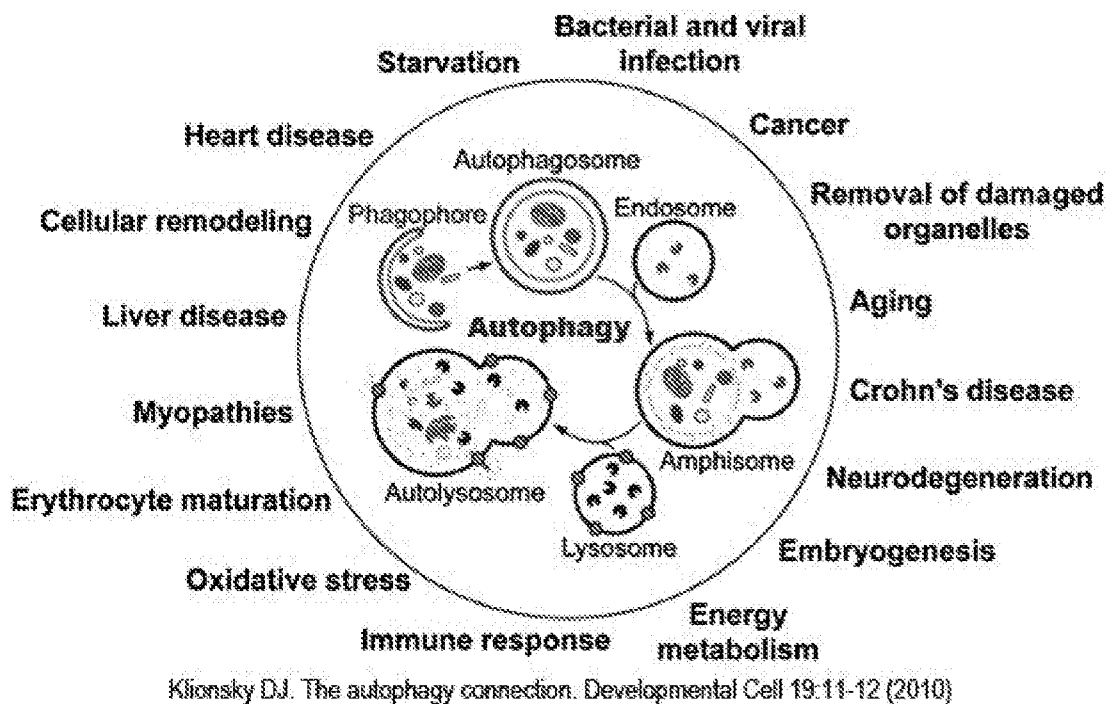 Bacterial and viral
infection
Starvation
Cancer
Heart disease
Autophagosome
Removal of damaged
organelles
Endosome
Cellular remodeling
Phagophore
Aging
Liver disease
Autophagy
Crohn's disease
Myopathies
Amphisome
Neurodegeneration
Autolysosome
Erythrocyte maturation
Lysosome
Embryogenesis
Oxidative stress
Energy
metabolism
Immune response
Klionsky DJ. The autophagy connection. Developmental Cell 19:11-12 (2010)